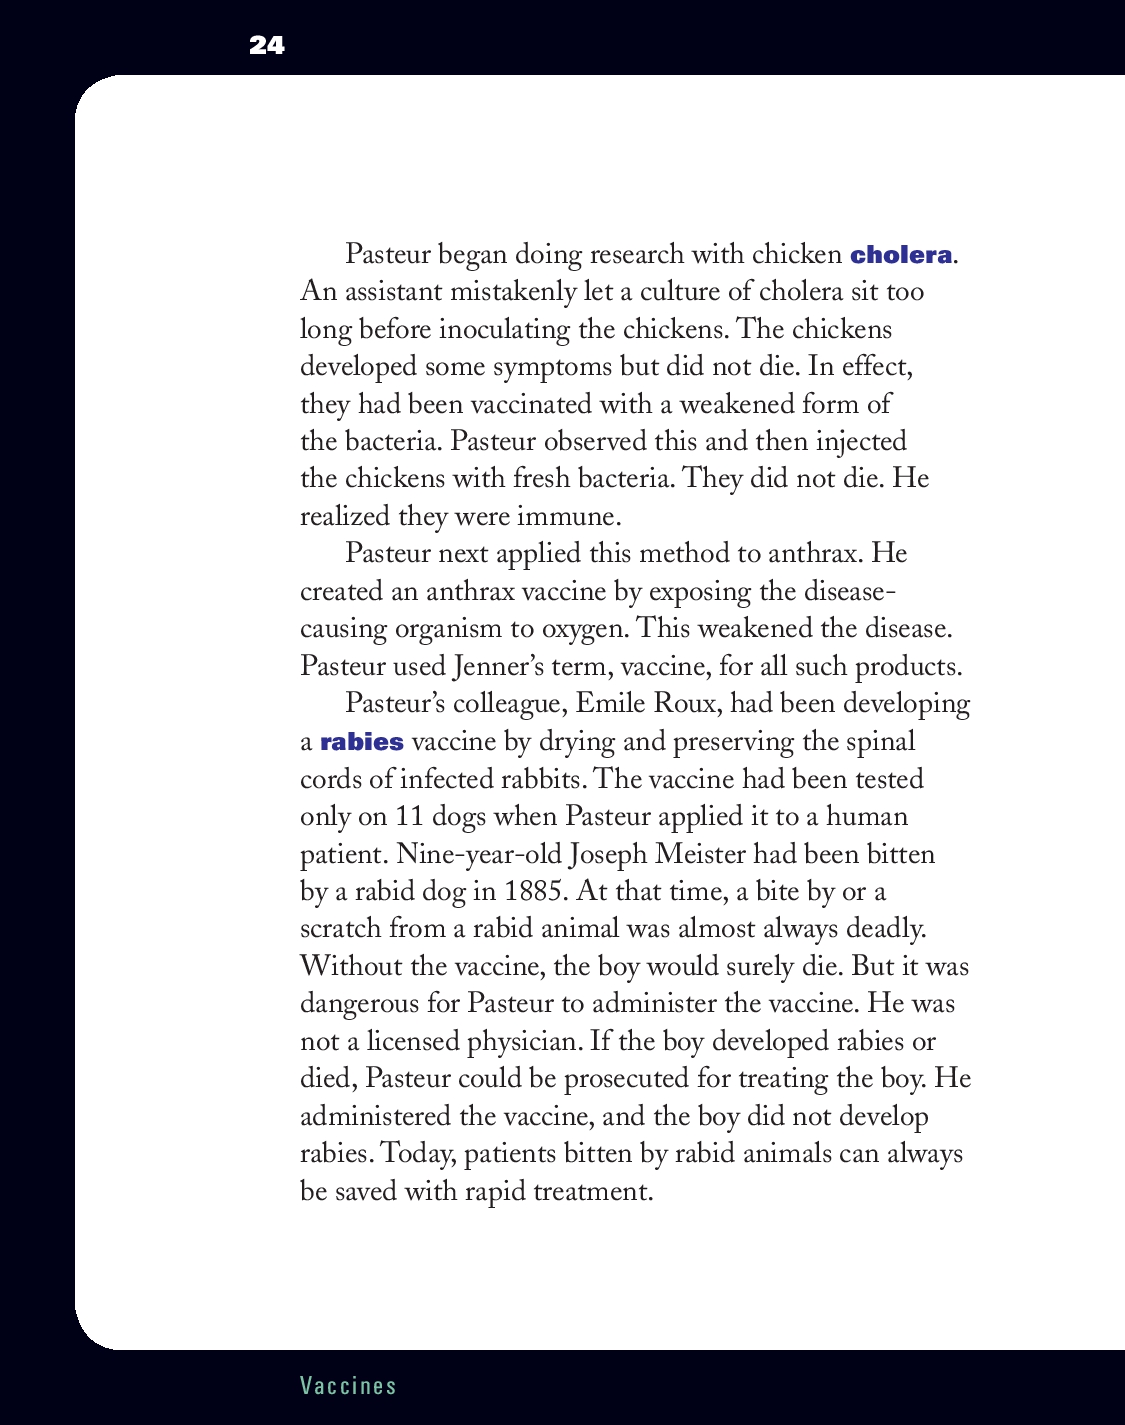 24
Pasteur began doing research with chicken cholera.
An assistant mistakenly let a culture of cholera sit too
long before inoculating the chickens. The chickens
developed some symptoms but did not die. In effect,
they had been vaccinated with a weakened form of
the bacteria. Pasteur observed this and then injected
the chickens with fresh bacteria. They did not die. He
realized they were immune.
Pasteur next applied this method to anthrax. He
created an anthrax vaccine by exposing the disease-
causing organism to oxygen. This weakened the disease.
Pasteur used Jenner’s term, vaccine, for all such products.
Pasteur’s colleague, Emile Roux, had been developing
a rabies vaccine by drying and preserving the spinal
cords of infected rabbits. The vaccine had been tested
only on 11 dogs when Pasteur applied it to a human
patient. Nine-year-old Joseph Meister had been bitten
by a rabid dog in 1885. At that time, a bite by or a
scratch from a rabid animal was almost always deadly.
Without the vaccine, the boy would surely die. But it was
dangerous for Pasteur to administer the vaccine. He was
not a licensed physician. If the boy developed rabies or
died, Pasteur could be prosecuted for treating the boy. He
administered the vaccine, and the boy did not develop
rabies. Today, patients bitten by rabid animals can always
be saved with rapid treatment.
Vaccines